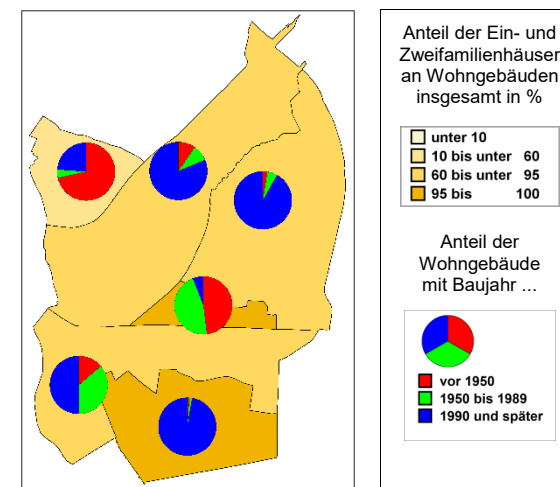 Anteil der Ein- und
Zweifamilienhäuser
an Wohngebäuden
insgesamt in %
unter 10
10 bis unter 60
60 bis unter 95
95 bis 100
Anteil der
Wohngebäude
mit Baujahr ...
vor 1950
1950 bis 1989
1990 und später